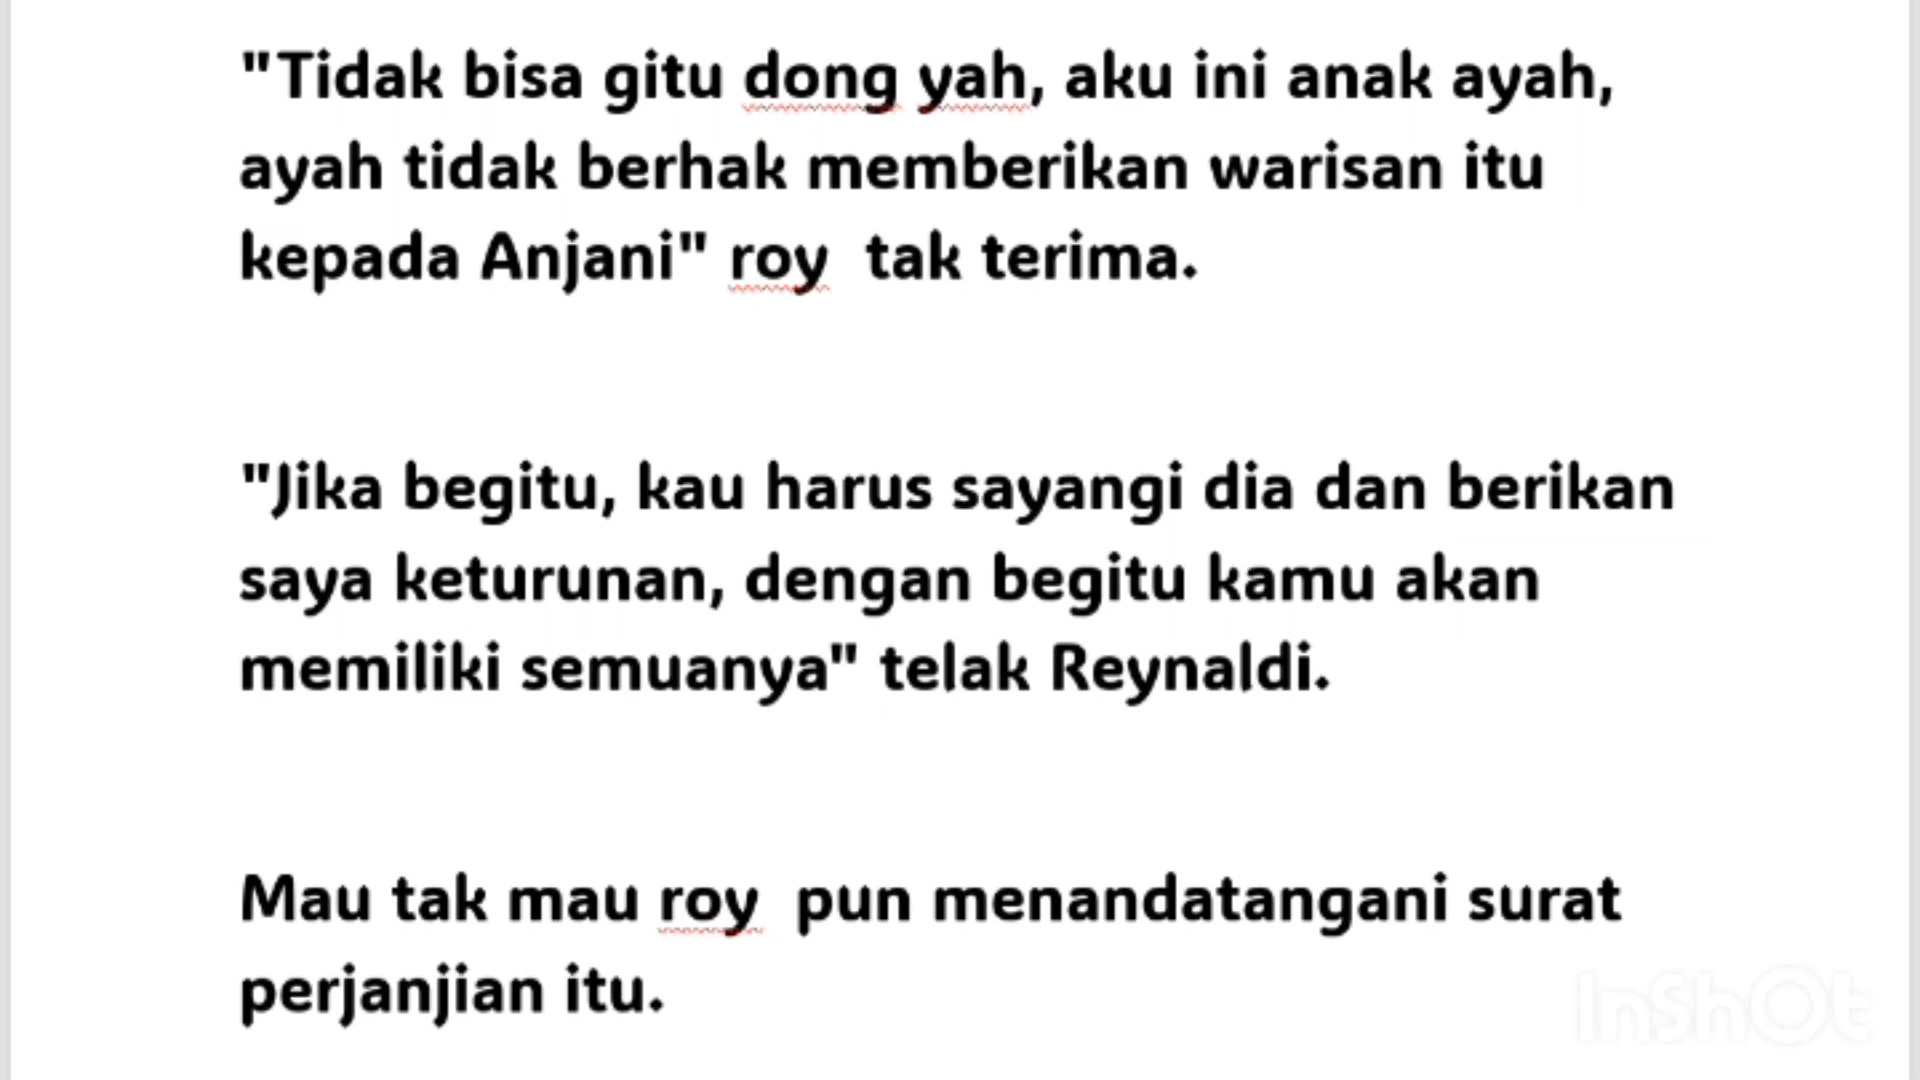 "Tidak bisa gitu dong yah, aku ini anak ayah,
ayah tidak berhak memberikan warisan itu
kepada Anjani" roy  tak terima.
"Jika begitu, kau harus sayangi dia dan berikan
saya keturunan, dengan begitu kamu akan
memiliki semuanya" telak Reynaldi.
Mau tak mau roy  pun menandatangani surat
perjanjian itu.
InShOt